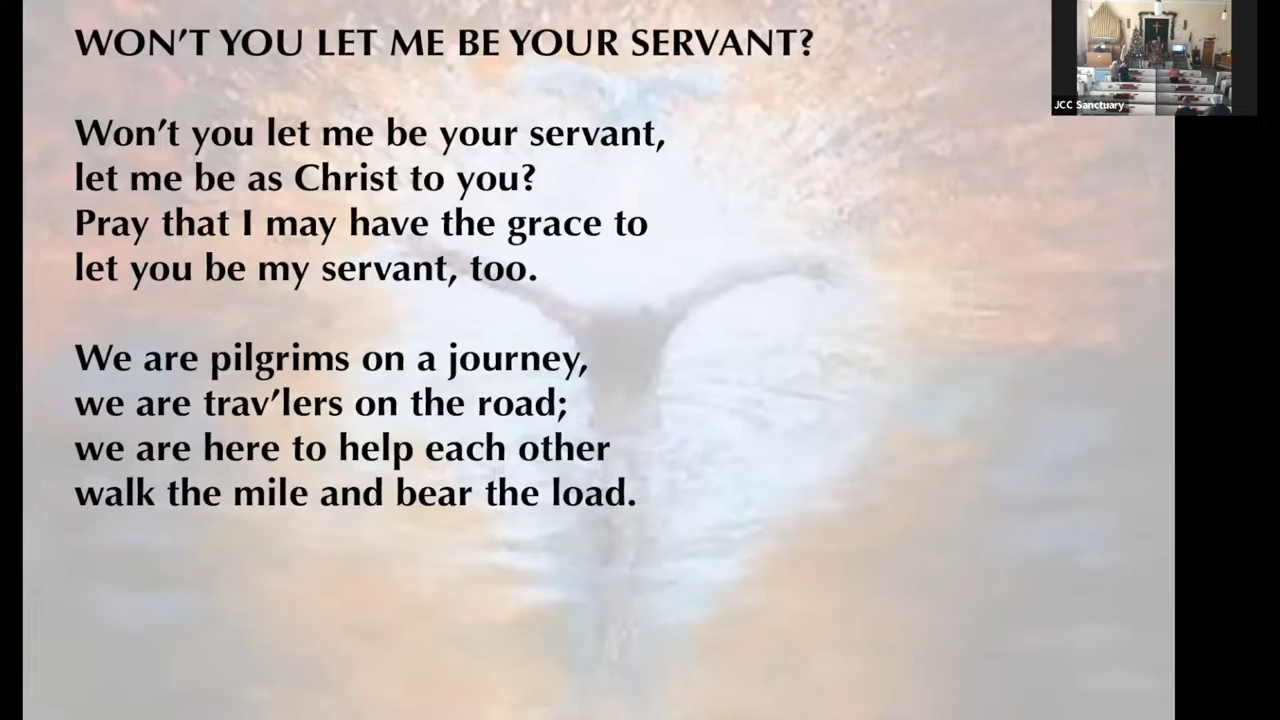 WON’T YOU LET ME BE YOUR SERVANT?
Won’t you let me be your servant,
let me be as Christ to you?
Pray that I may have the grace to
let you be my servant, too.
We are pilgrims on a journey,
we are trav’lers on the road;
we are here to help each other
walk the mile and bear the load.
JCC Sanctuary